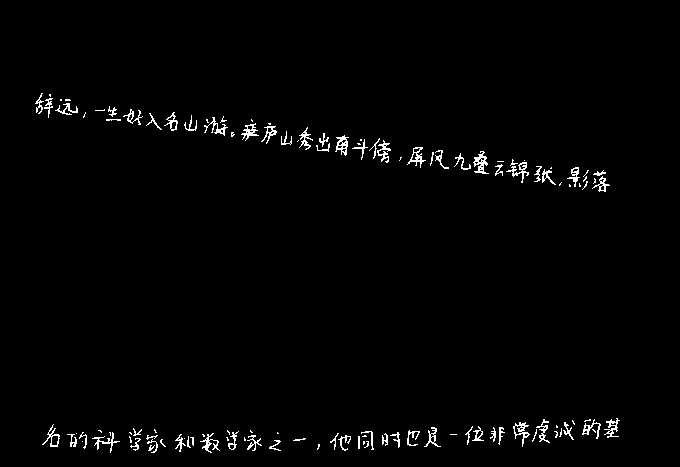 辞远，一生好入名山游。庐山秀出南斗傍，屏风九叠云锦张，影落
名的科学家和数学家之一，他同时也是一位非常虔诚的基